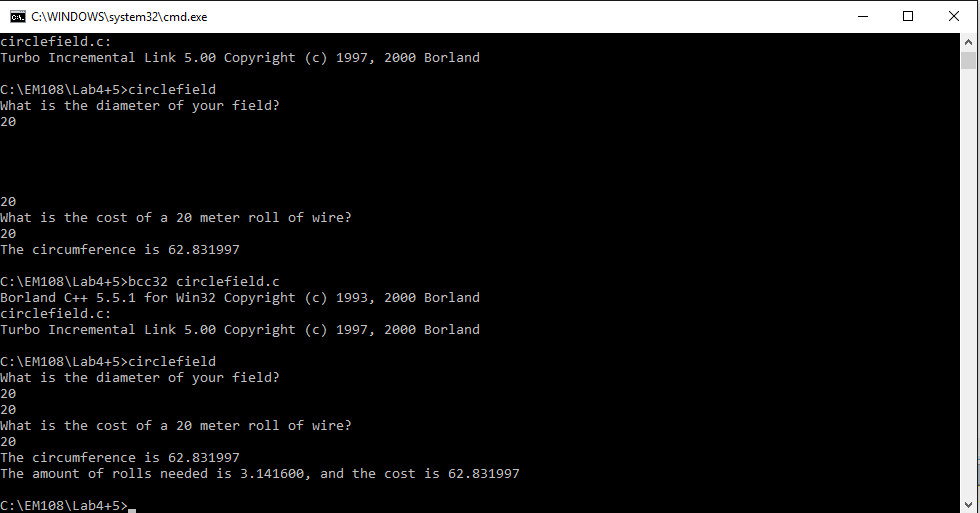 C:\WINDOWS\system32\cmd.exe
circlefield.c:
Turbo Incremental Link 5.00 Copyright (c) 1997, 2000 Borland
C:\EM108\Lab4+5>circlefield
What is the diameter of your field?
20
20
What is the cost of a 20 meter roll of wire?
20
The circumference is 62.831997
C:\EM108\Lab4+5>bcc32 circlefield.c
Borland C++ 5.5.1 for Win32 Copyright (c) 1993, 2000 Borland
circlefield.c:
Turbo Incremental Link 5.00 Copyright (c) 1997, 2000 Borland
C:\EM108\Lab4+5>circlefield
What is the diameter of your field?
20
20
What is the cost of a 20 meter roll of wire?
20
The circumference is 62.831997
The amount of rolls needed is 3.141600, and the cost is 62.831997
C:\EM108\Lab4+5>